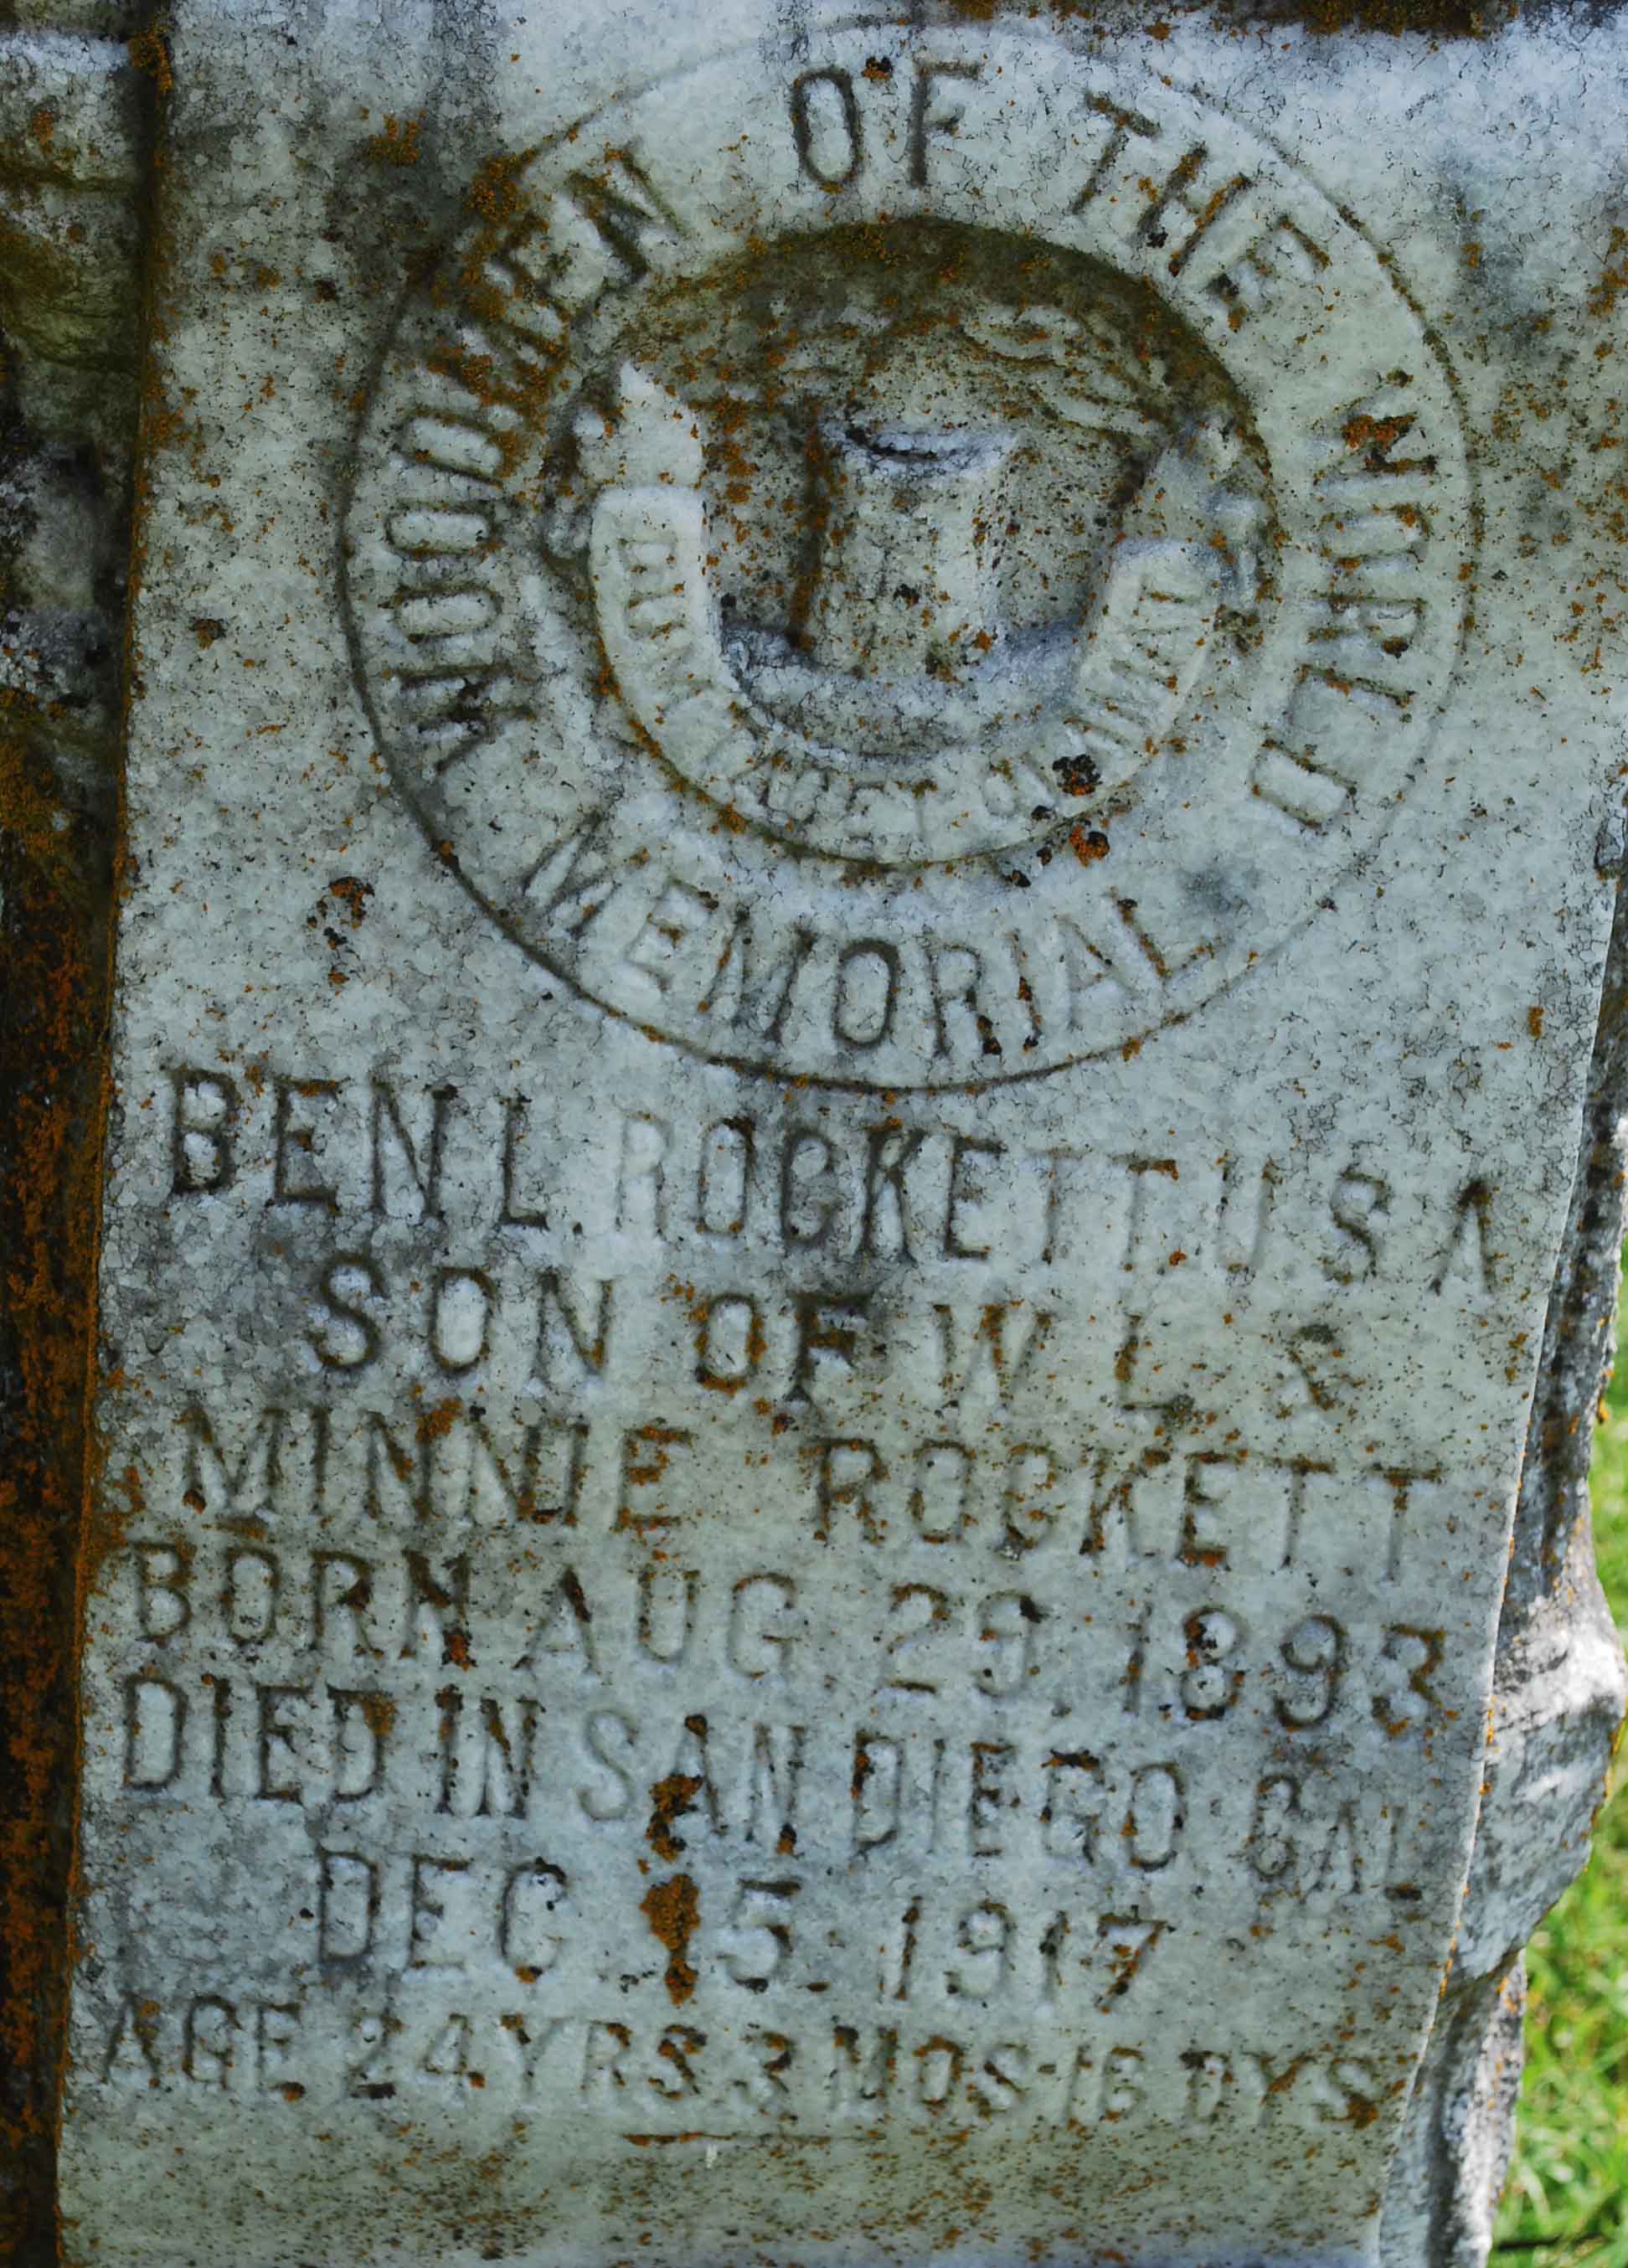 WOODMEN OF THE WORLD
DUM TACET CLAMAT
MEMORIAL
BEN L. ROCKETT. U S A
SON OF W L &
MINNIE ROCKETT
BORN AUG. 29, 1893
DIED IN SAN DIEGO CAL
DEC. 15. 1917
AGE 24 YRS 3 MOS-16 DYS